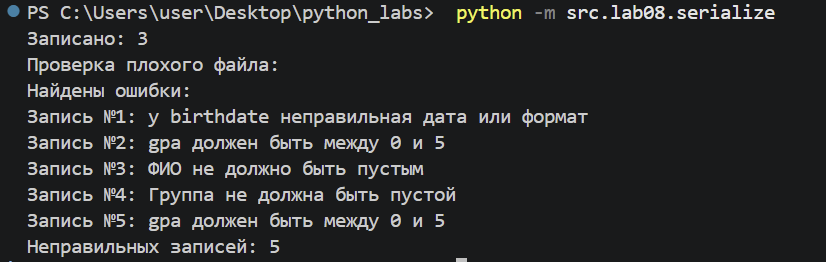 PS C:\Users\user\Desktop\python_labs> python -m src.lab08.serialize
Записано: 3
Проверка плохого файла:
Найдены ошибки:
Запись №1: у birthdate неправильная дата или формат
Запись №2: gpa должен быть между 0 и 5
Запись №3: ФИО не должно быть пустым
Запись №4: Группа не должна быть пустой
Запись №5: gpa должен быть между 0 и 5
Неправильных записей: 5